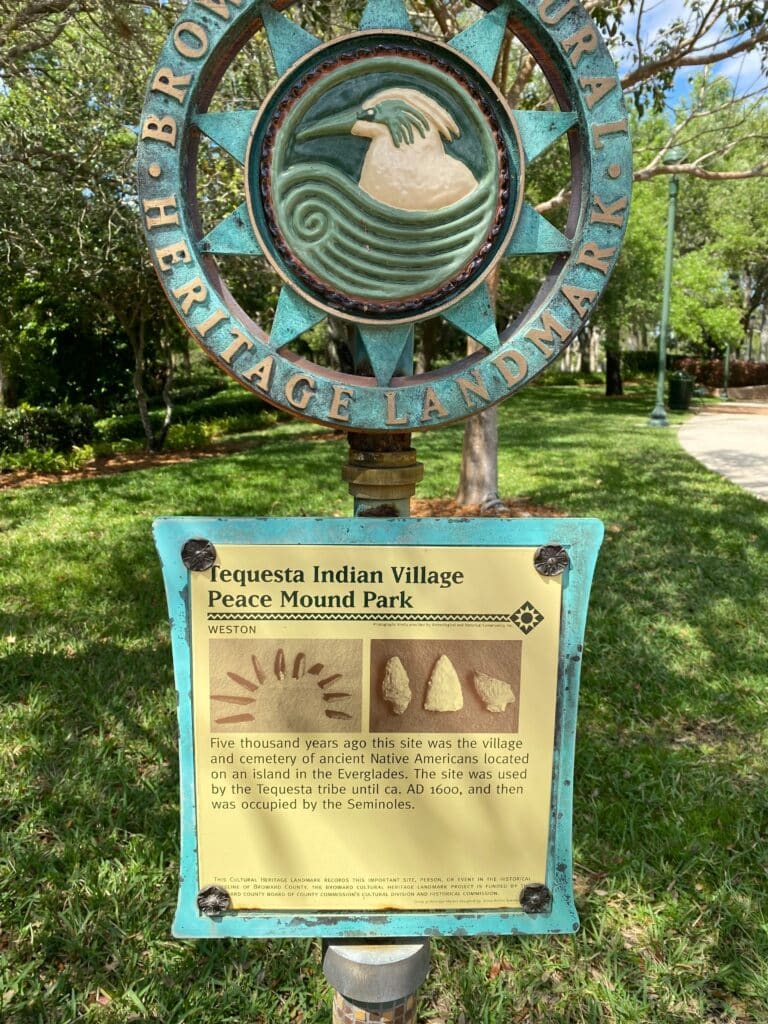 BROW
URAL
HERITAGE LANDMARK
Tequesta Indian Village
Peace Mound Park
WESTON
Five thousand years ago this site was the village
and cemetery of ancient Native Americans located
on an island in the Everglades. The site was used
by the Tequesta tribe until ca. AD 1600, and then
was occupied by the Seminoles.
THIS CULTURAL HERITAGE LANDMARK RECORDS THIS IMPORTANT SITE, PERSON, OR EVENT IN THE HISTORICAL
LINE OF BROWARD COUNTY. THE BROWARD CULTURAL HERITAGE LANDMARK PROJECT IS FUNDED BY
COUNTY BOARD OF COUNTY COMMISSION'S CULTURAL DIVISION AND HISTORICAL COMMISSION.